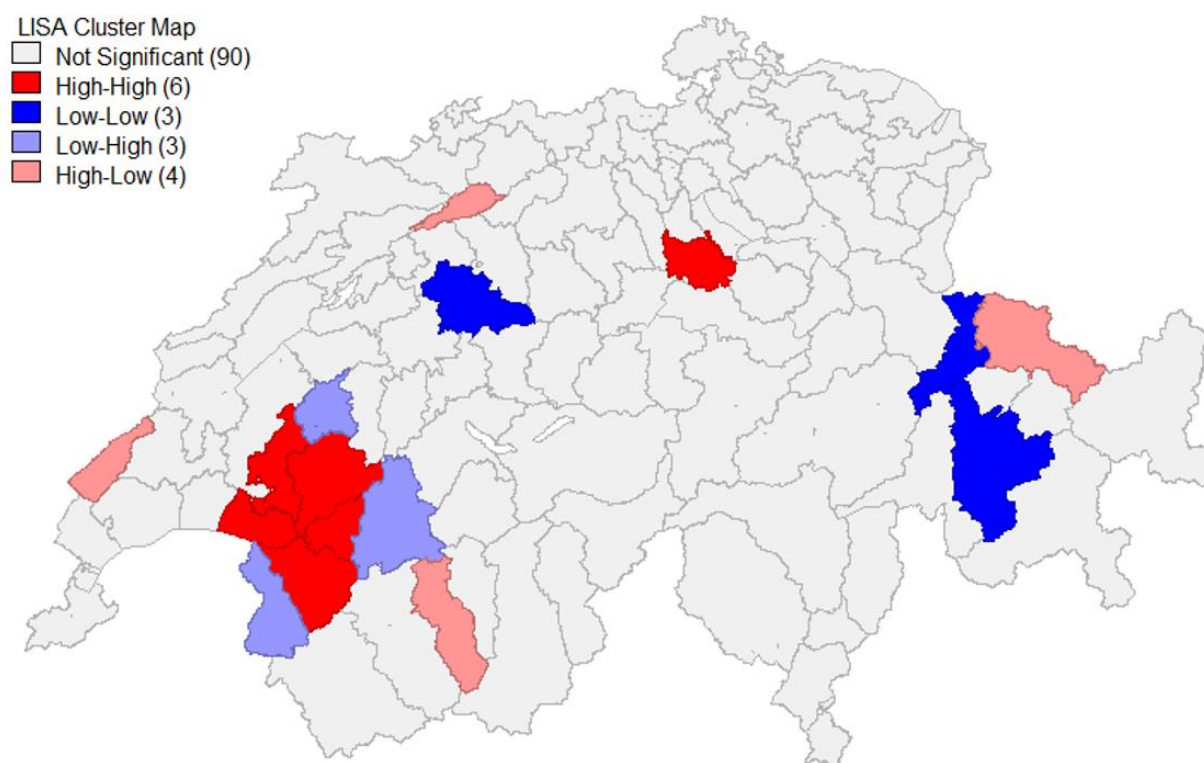 LISA Cluster Map
Not Significant (90)
High-High (6)
Low-Low (3)
Low-High (3)
High-Low (4)